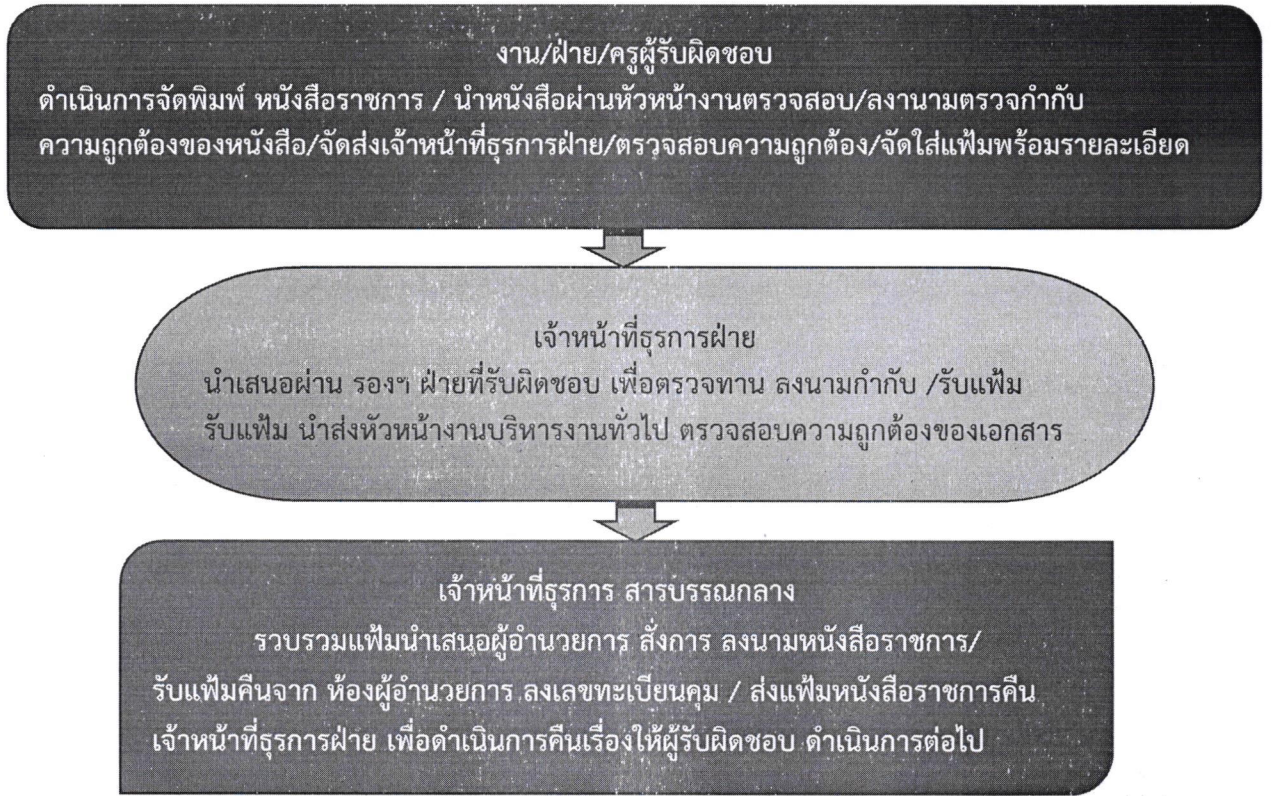 งาน/ฝ่าย/ครูผู้รับผิดชอบ
ดำเนินการจัดพิมพ์ หนังสือราชการ / นำหนังสือผ่านหัวหน้างานตรวจสอบ/ลงานามตรวจกำกับ
ความถูกต้องของหนังสือ/จัดส่งเจ้าหน้าที่ธุรการฝ่าย/ตรวจสอบความถูกต้อง/จัดใส่แฟ้มพร้อมรายละเอียด
เจ้าหน้าที่ธุรการฝ่าย
นำเสนอผ่าน รองฯ ฝ่ายที่รับผิดชอบ เพื่อตรวจทาน ลงนามกำกับ /รับแฟ้ม
รับแฟ้ม นำส่งหัวหน้างานบริหารงานทั่วไป ตรวจสอบความถูกต้องของเอกสาร
เจ้าหน้าที่ธุรการ สารบรรณกลาง
รวบรวมแฟ้มนำเสนอผู้อำนวยการ สั่งการ ลงนามหนังสือราชการ/
รับแฟ้มคืนจาก ห้องผู้อำนวยการ ลงเลขทะเบียนคุม / ส่งแฟ้มหนังสือราชการคืน
เจ้าหน้าที่ธุรการฝ่าย เพื่อดำเนินการคืนเรื่องให้ผู้รับผิดชอบ ดำเนินการต่อไป